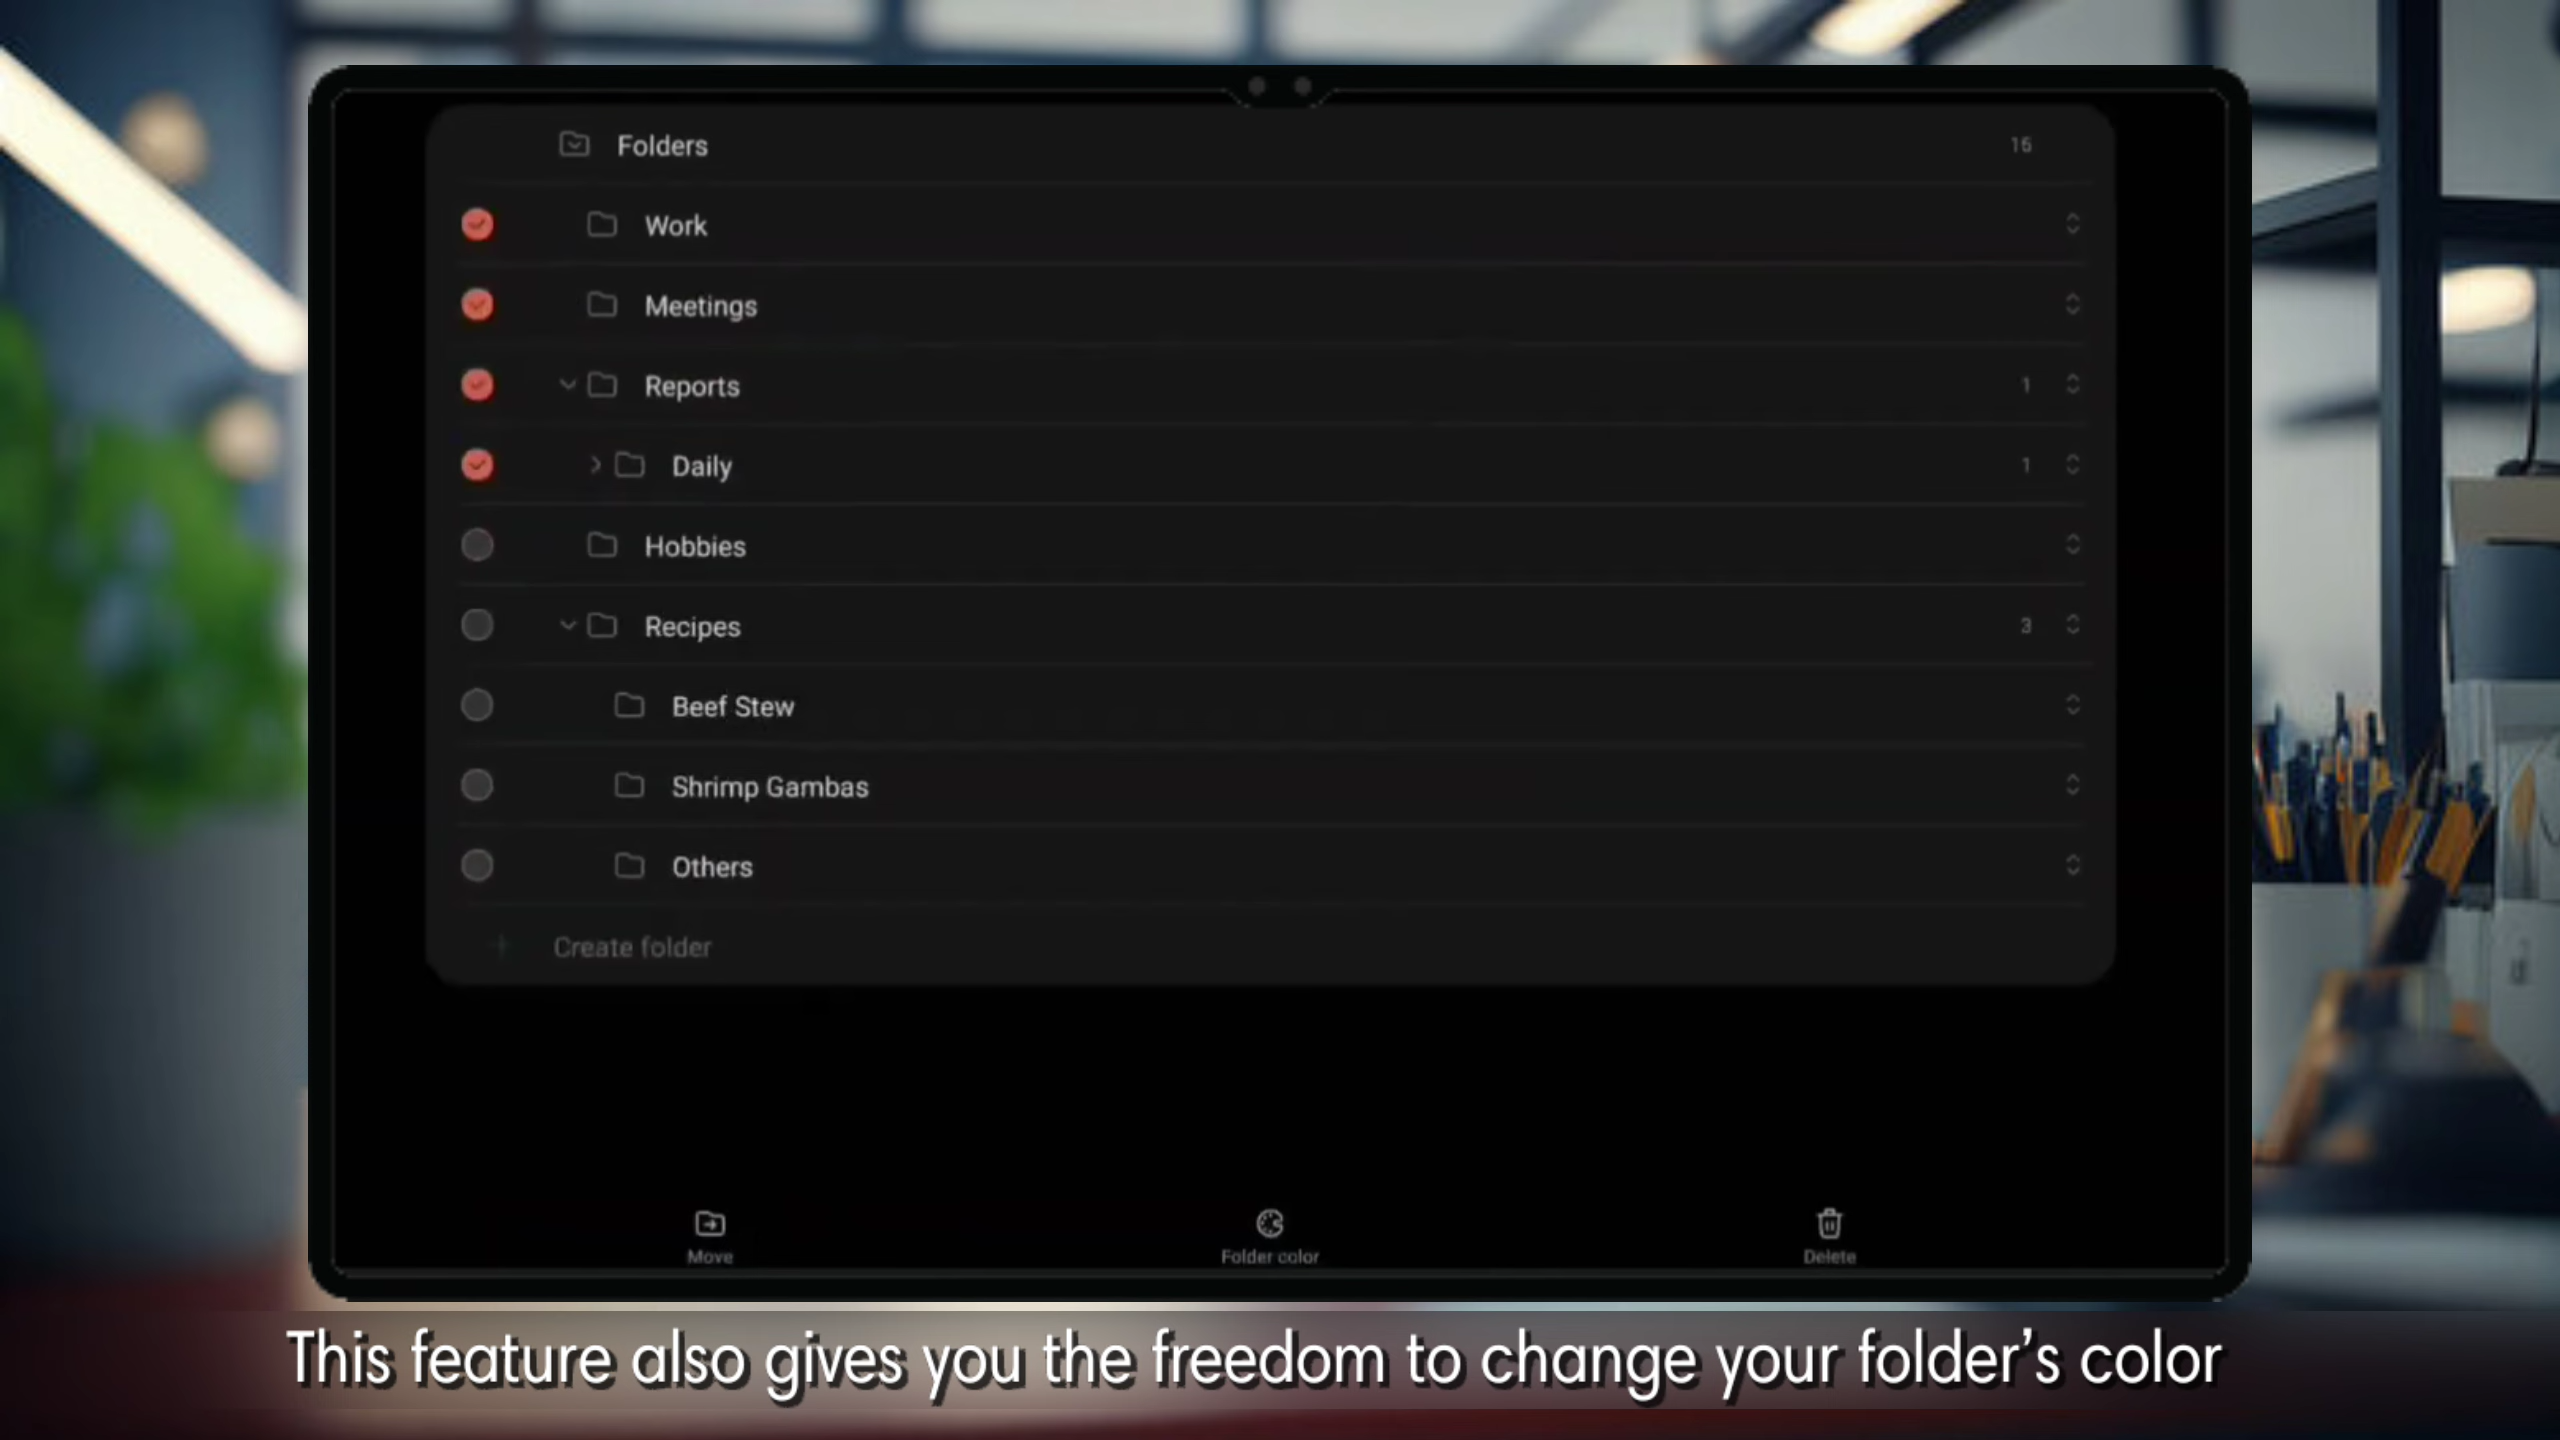 Folders 16
Work
Meetings
Reports 1
Daily 1
Hobbies
Recipes 3
Beef Stew
Shrimp Gambas
Others
+ Create folder
Move Folder color Delete
This feature also gives you the freedom to change your folder’s color